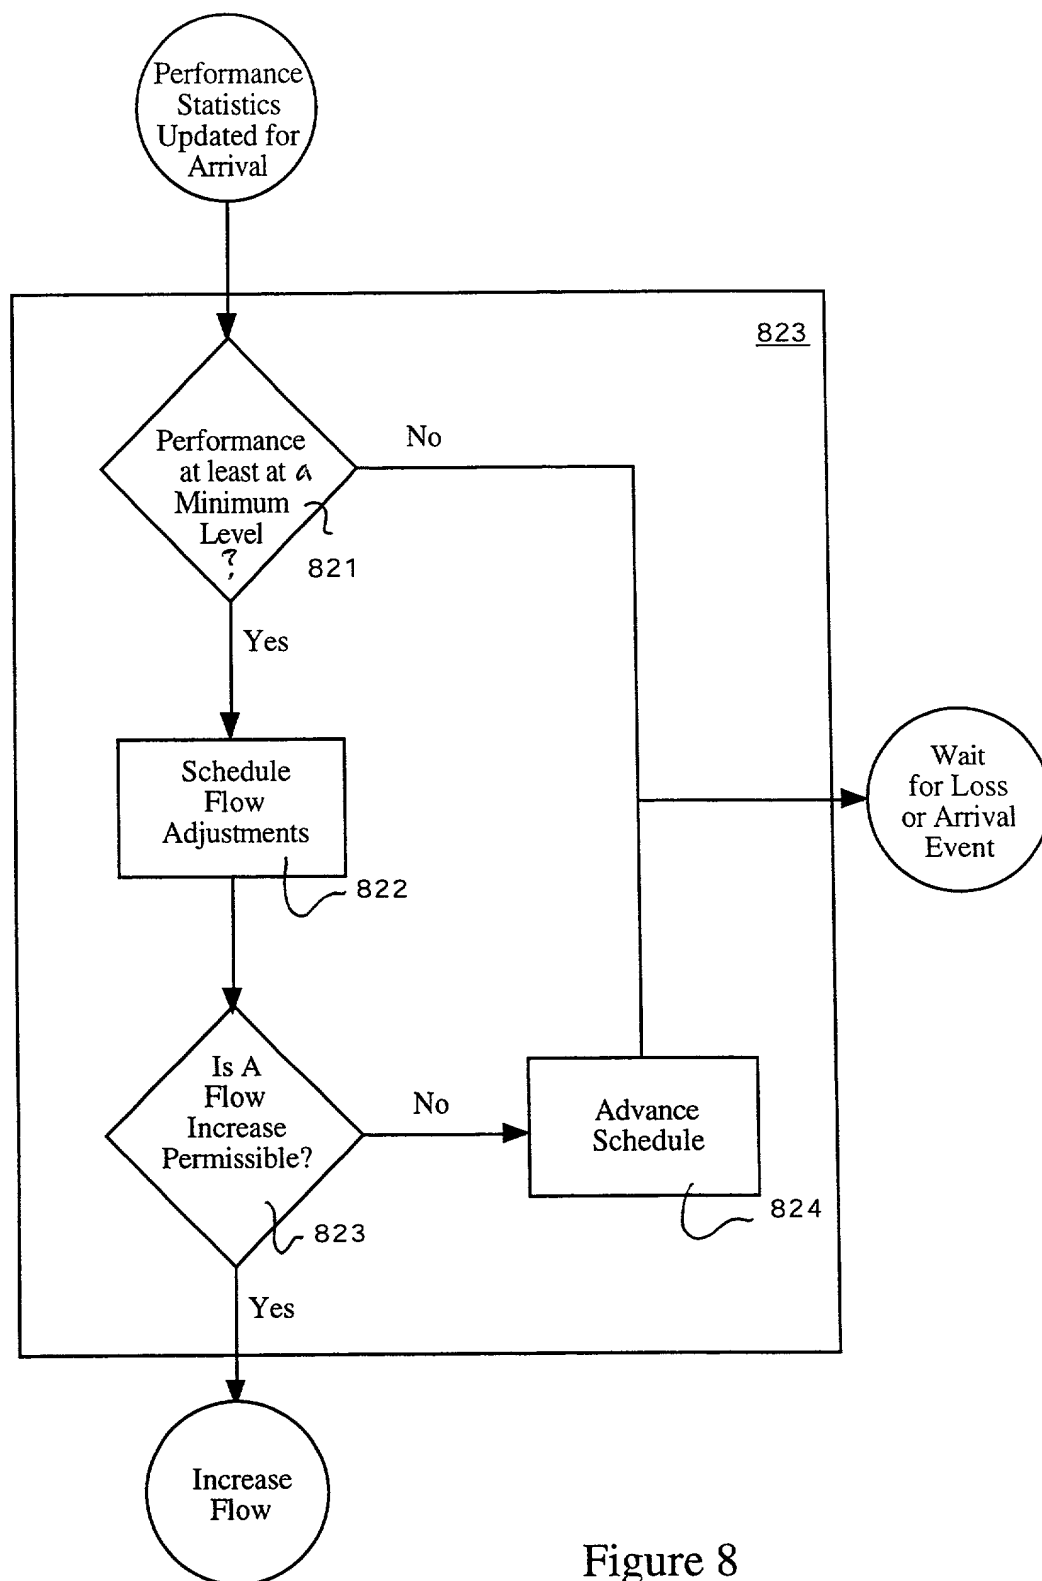 Performance
Statistics
Updated for
Arrival
823
Performance
at least at a
Minimum
Level
?
821
No
Yes
Schedule
Flow
Adjustments
822
Wait
for Loss
or Arrival
Event
Is A
Flow
Increase
Permissible?
823
No
Advance
Schedule
824
Yes
Increase
Flow
Figure 8